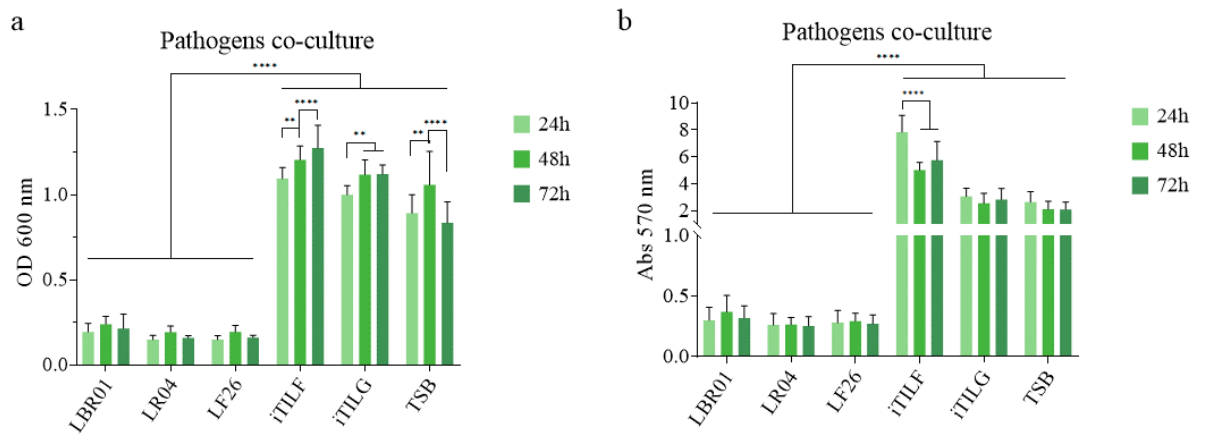 a
Pathogens co-culture
****
**
****
**
**
****
OD 600 nm
1.5
1.0
0.5
0.0
LBR01
LR04
LF26
iTILF
iTILG
TSB
24h
48h
72h
b
Pathogens co-culture
****
****
Abs 570 nm
10
8
6
4
2
1.0
0.5
0.0
LBR01
LR04
LF26
iTILF
iTILG
TSB
24h
48h
72h